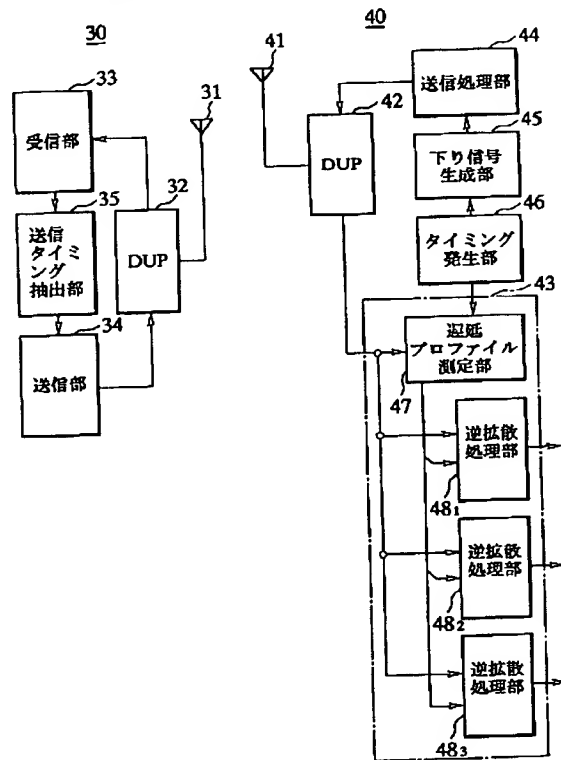 30
33
受信部
31
35
32
送信
タイミ
ング
抽出部
DUP
34
送信部
40
41
44
送信処理部
42
DUP
45
下り信号
生成部
46
タイミング
発生部
43
遅延
プロファイル
測定部
47
逆拡散
処理部
48₁
逆拡散
処理部
48₂
逆拡散
処理部
48₃